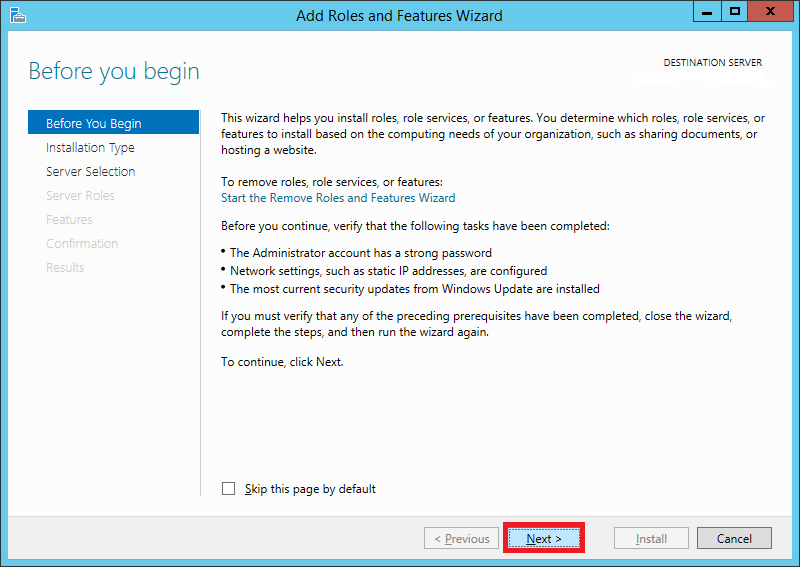 Add Roles and Features Wizard
X
Before you begin
DESTINATION SERVER
Before You Begin
Installation Type
Server Selection
Server Roles
Features
Confirmation
Results
This wizard helps you install roles, role services, or features. You determine which roles, role services, or
features to install based on the computing needs of your organization, such as sharing documents, or
hosting a website.
To remove roles, role services, or features:
Start the Remove Roles and Features Wizard
Before you continue, verify that the following tasks have been completed:
• The Administrator account has a strong password
• Network settings, such as static IP addresses, are configured
• The most current security updates from Windows Update are installed
If you must verify that any of the preceding prerequisites have been completed, close the wizard,
complete the steps, and then run the wizard again.
To continue, click Next.
Skip this page by default
< Previous
Next >
Install
Cancel